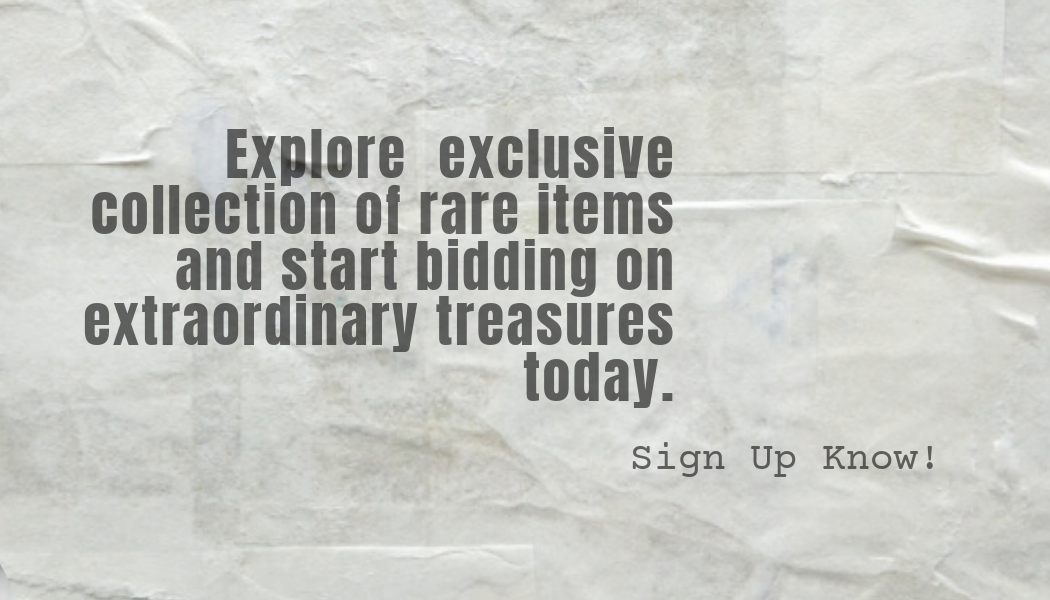 Explore exclusive
collection of rare items
and start bidding on
extraordinary treasures
today.
Sign Up Know!